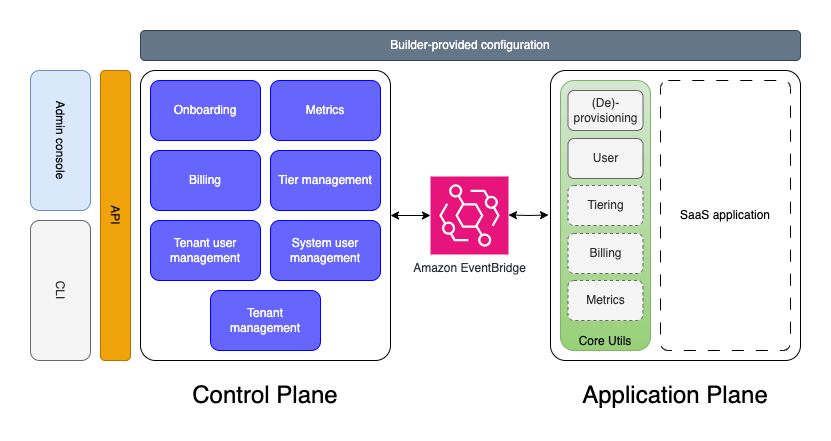 Builder-provided configuration
Admin console
CLI
API
Onboarding
Metrics
Billing
Tier management
Tenant user
management
System user
management
Tenant
management
Control Plane
Amazon EventBridge
(De)-
provisioning
User
Tiering
Billing
Metrics
Core Utils
SaaS application
Application Plane